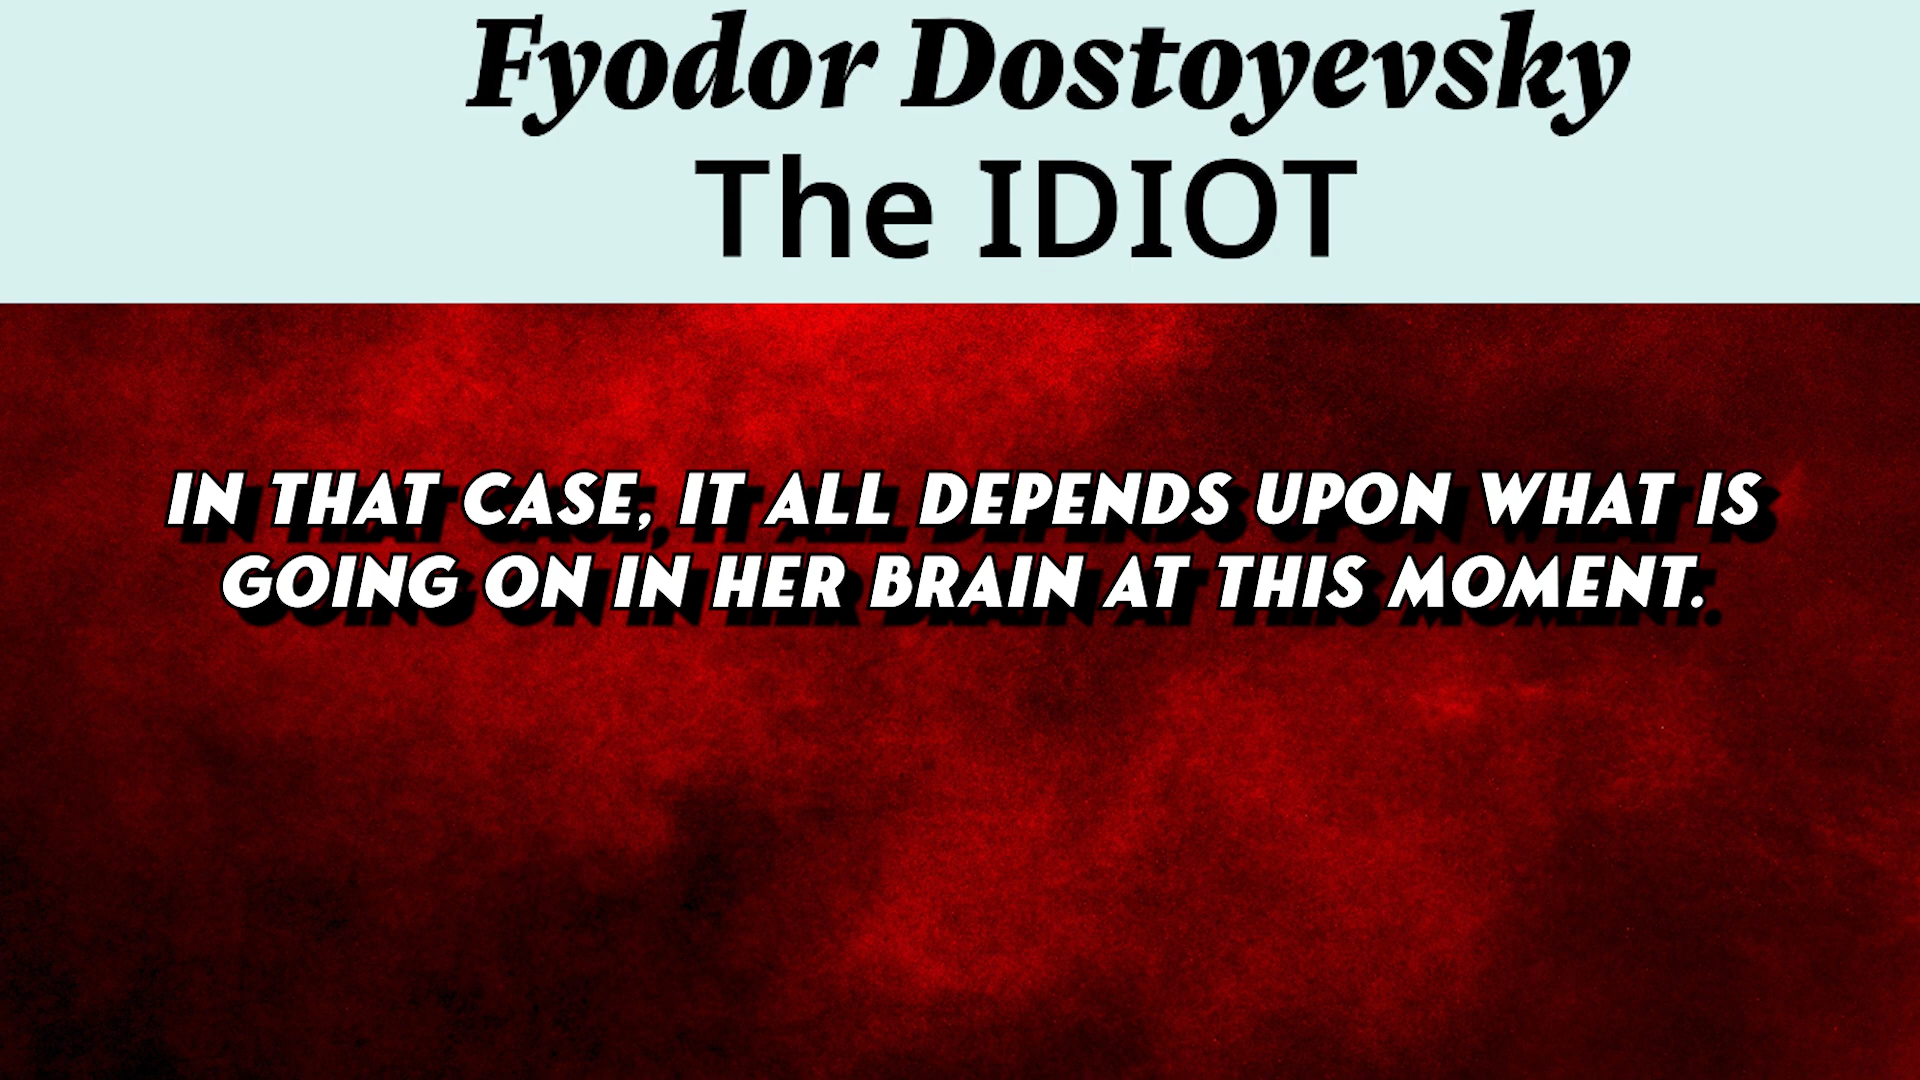 Fyodor Dostoyevsky
The IDIOT
IN THAT CASE, IT ALL DEPENDS UPON WHAT IS
GOING ON IN HER BRAIN AT THIS MOMENT.